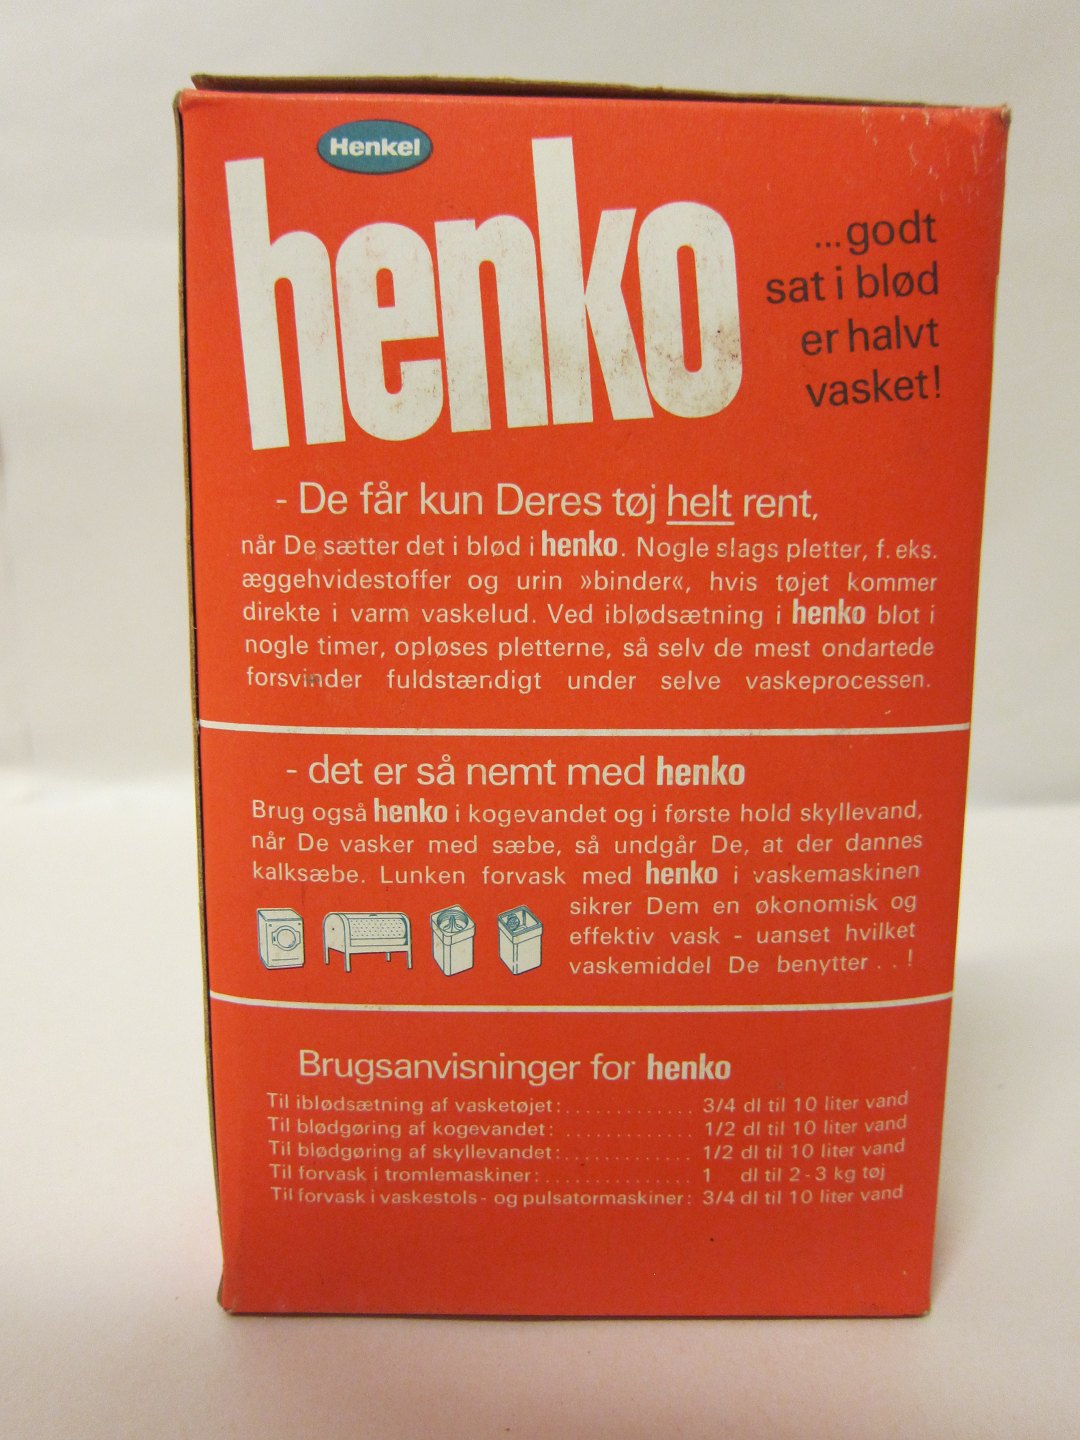 Henkel
henko
...godt
sat i blød
er halvt
vasket!
- De får kun Deres tøj helt rent,
når De sætter det i blød i henko. Nogle slags pletter, f. eks.
æggehvidestoffer og urin »binder«, hvis tøjet kommer
direkte i varm vaskelud. Ved iblødsætning i henko blot i
nogle timer, opløses pletterne, så selv de mest ondartede
forsvinder fuldstændigt under selve vaskeprocessen.
- det er så nemt med henko
Brug også henko i kogevandet og i første hold skyllevand,
når De vasker med sæbe, så undgår De, at der dannes
kalksæbe. Lunken forvask med henko i vaskemaskinen
sikrer Dem en økonomisk og
effektiv vask - uanset hvilket
vaskemiddel De benytter . . !
Brugsanvisninger for henko
Til iblødsætning af vasketøjet: . . . . . . . . . . . . . 3/4 dl til 10 liter vand
Til blødgøring af kogevandet: . . . . . . . . . . . . . 1/2 dl til 10 liter vand
Til blødgøring af skyllevandet: . . . . . . . . . . . . . 1/2 dl til 10 liter vand
Til forvask i tromlemaskiner: . . . . . . . . . . . . . . . 1 dl til 2 - 3 kg tøj
Til forvask i vaskestols- og pulsatormaskiner: 3/4 dl til 10 liter vand